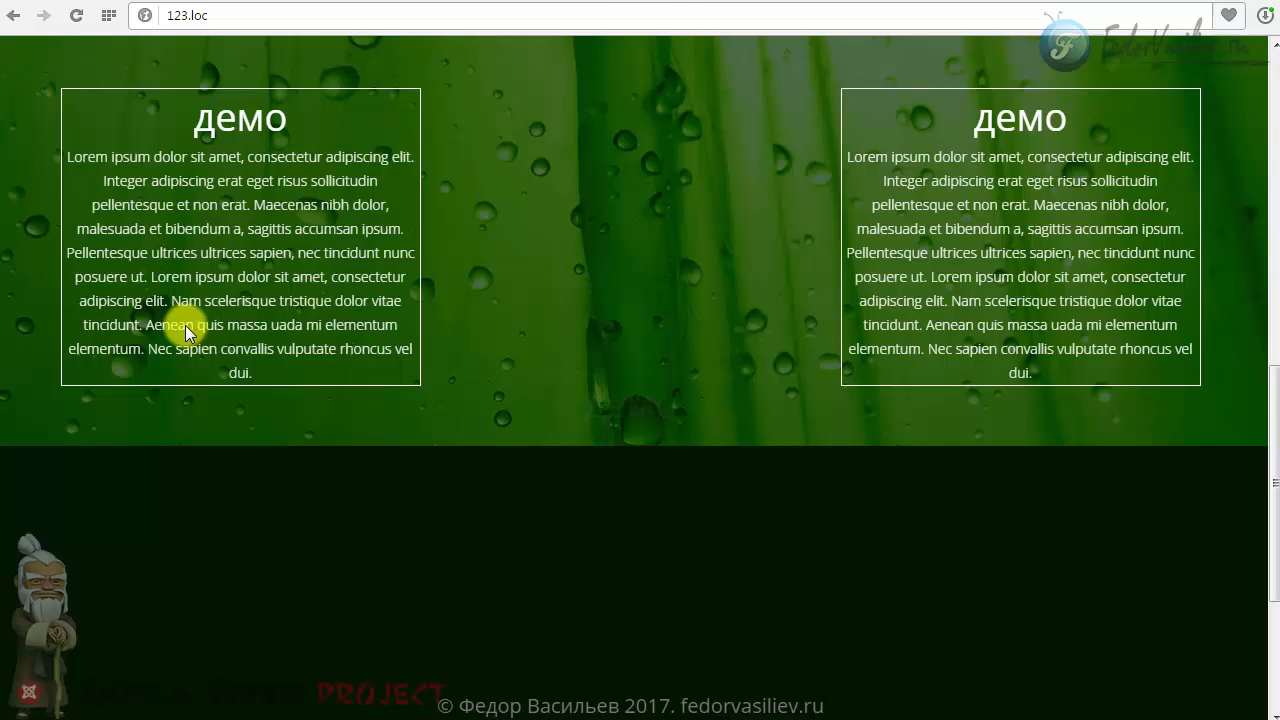 123.loc
FedorVasiliev.ru
демо
Lorem ipsum dolor sit amet, consectetur adipiscing elit.
Integer adipiscing erat eget risus sollicitudin
pellentesque et non erat. Maecenas nibh dolor,
malesuada et bibendum a, sagittis accumsan ipsum.
Pellentesque ultrices ultrices sapien, nec tincidunt nunc
posuere ut. Lorem ipsum dolor sit amet, consectetur
adipiscing elit. Nam scelerisque tristique dolor vitae
tincidunt. Aenean quis massa uada mi elementum
elementum. Nec sapien convallis vulputate rhoncus vel
dui.
демо
Lorem ipsum dolor sit amet, consectetur adipiscing elit.
Integer adipiscing erat eget risus sollicitudin
pellentesque et non erat. Maecenas nibh dolor,
malesuada et bibendum a, sagittis accumsan ipsum.
Pellentesque ultrices ultrices sapien, nec tincidunt nunc
posuere ut. Lorem ipsum dolor sit amet, consectetur
adipiscing elit. Nam scelerisque tristique dolor vitae
tincidunt. Aenean quis massa uada mi elementum
elementum. Nec sapien convallis vulputate rhoncus vel
dui.
PROJECT
© Федор Васильев 2017. fedorvasiliev.ru